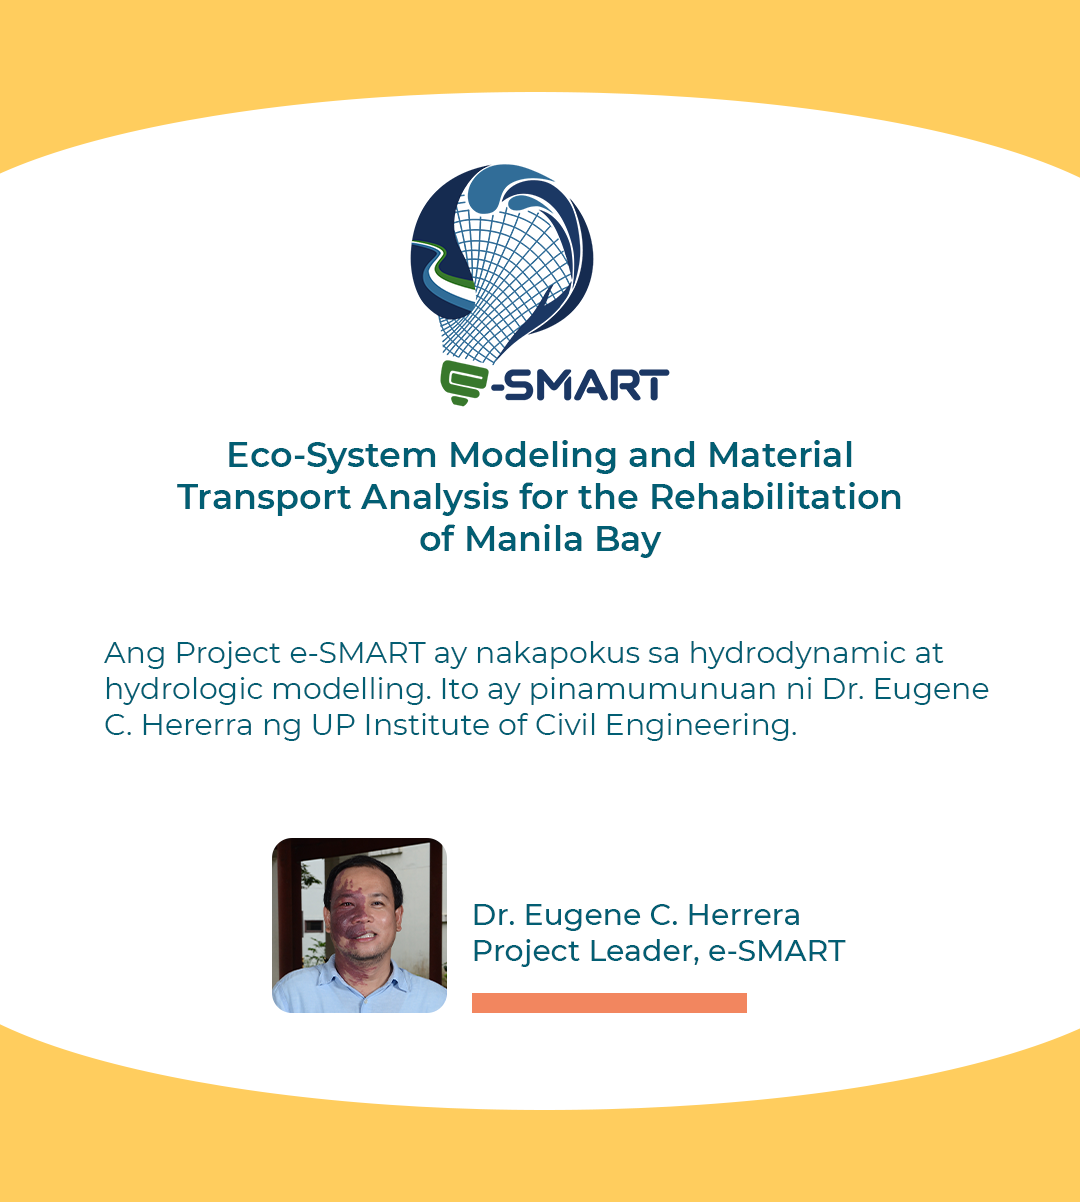 e-SMART
Eco-System Modeling and Material
Transport Analysis for the Rehabilitation
of Manila Bay
Ang Project e-SMART ay nakapokus sa hydrodynamic at
hydrologic modelling. Ito ay pinamumunuan ni Dr. Eugene
C. Hererra ng UP Institute of Civil Engineering.
Dr. Eugene C. Herrera
Project Leader, e-SMART